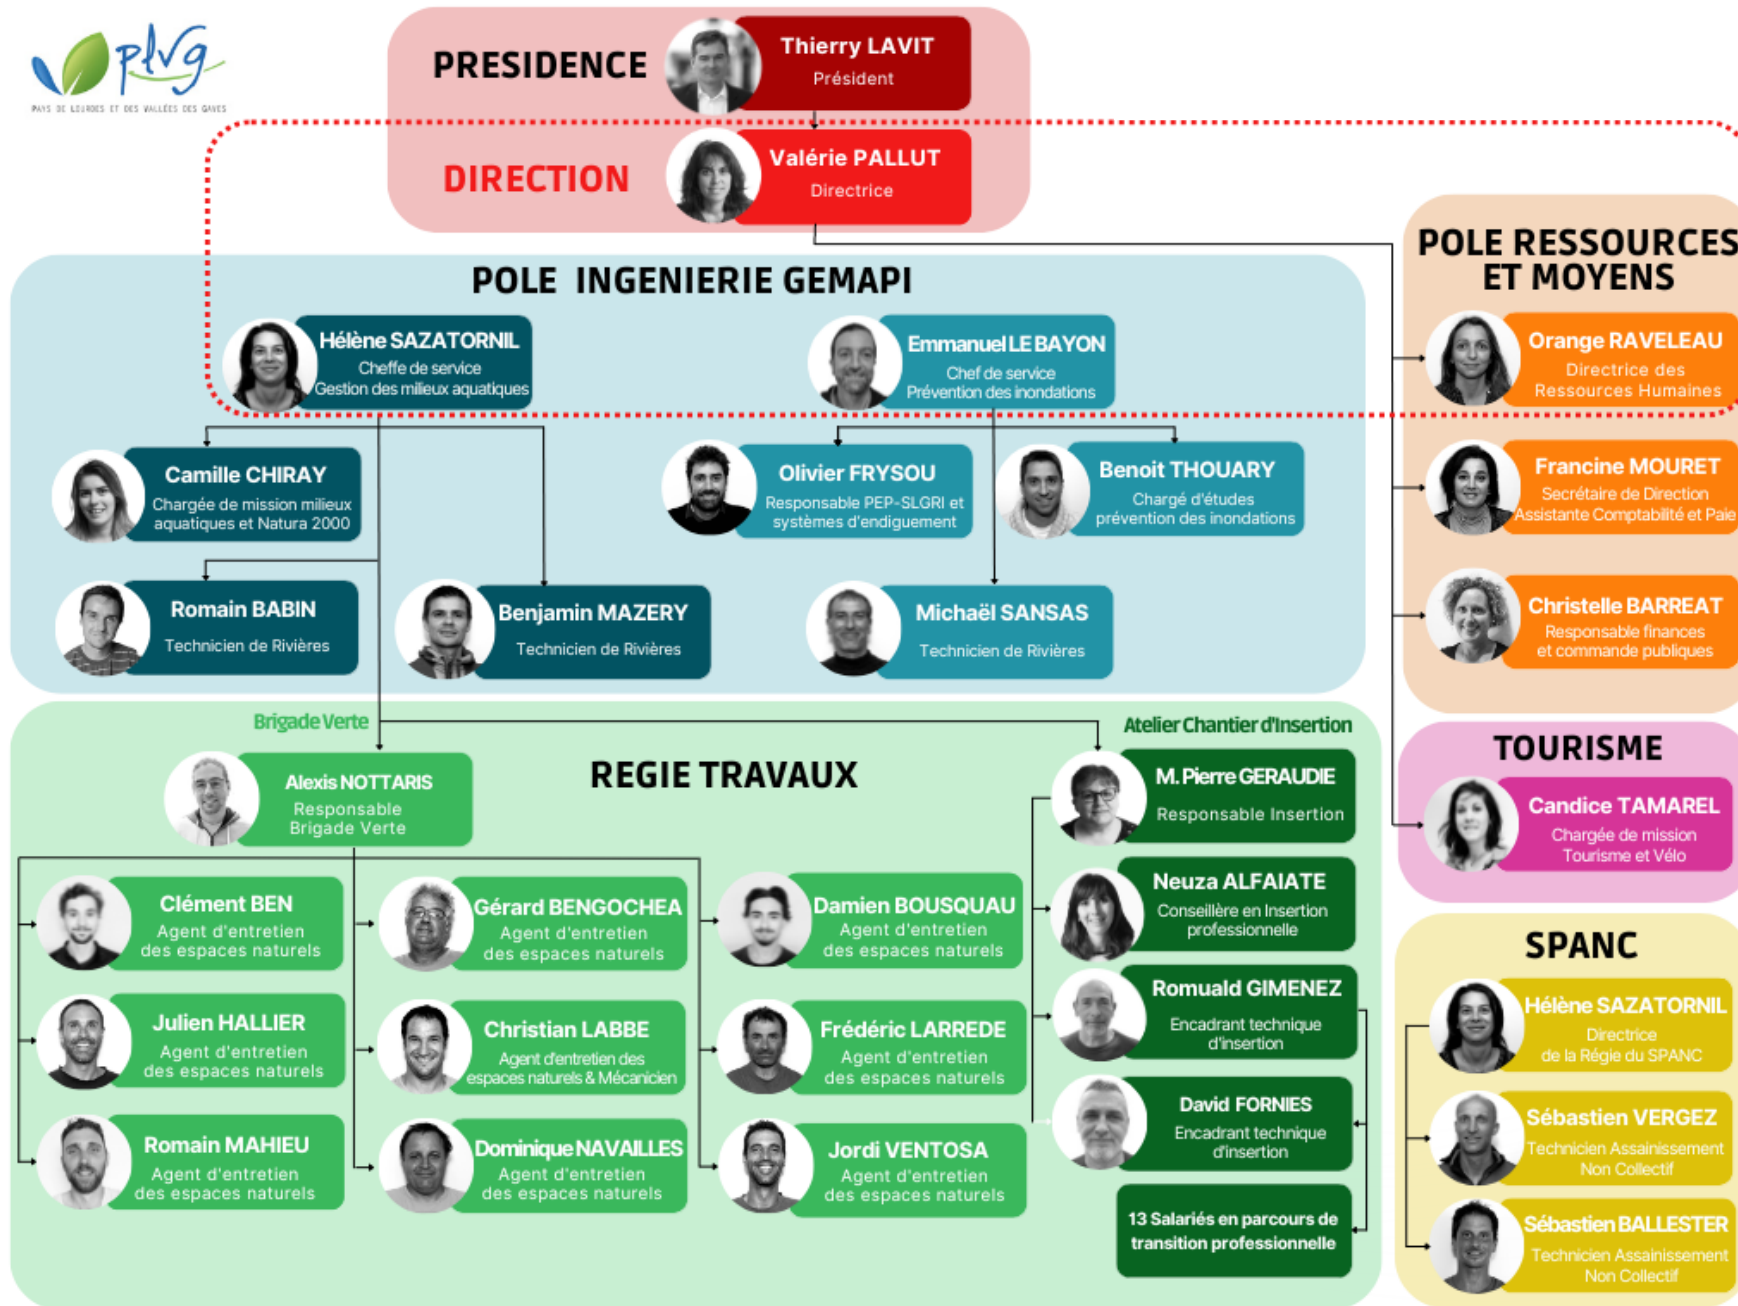 plvg
PAYS DE LOURDES ET DES VALLÉES DES GAVES
PRESIDENCE
Thierry LAVIT
Président
DIRECTION
Valérie PALLUT
Directrice
POLE INGENIERIE GEMAPI
Hélène SAZATORNIL
Cheffe de service
Gestion des milieux aquatiques
Emmanuel LE BAYON
Chef de service
Prévention des inondations
Camille CHIRAY
Chargée de mission milieux
aquatiques et Natura 2000
Olivier FRYSOU
Responsable PEP-SLGRI et
systèmes d'endiguement
Benoit THOUARY
Chargé d'études
prévention des inondations
Romain BABIN
Technicien de Rivières
Benjamin MAZERY
Technicien de Rivières
Michaël SANSAS
Technicien de Rivières
POLE RESSOURCES
ET MOYENS
Orange RAVELEAU
Directrice des
Ressources Humaines
Francine MOURET
Secrétaire de Direction
Assistante Comptabilité et Paie
Christelle BARREAT
Responsable finances
et commande publiques
Brigade Verte
Atelier Chantier d'Insertion
REGIE TRAVAUX
Alexis NOTTARIS
Responsable
Brigade Verte
Clément BEN
Agent d'entretien
des espaces naturels
Gérard BENGOCHEA
Agent d'entretien
des espaces naturels
Damien BOUSQUAU
Agent d'entretien
des espaces naturels
Julien HALLIER
Agent d'entretien
des espaces naturels
Christian LABBE
Agent d'entretien des
espaces naturels & Mécanicien
Frédéric LARREDE
Agent d'entretien
des espaces naturels
Romain MAHIEU
Agent d'entretien
des espaces naturels
Dominique NAVAILLES
Agent d'entretien
des espaces naturels
Jordi VENTOSA
Agent d'entretien
des espaces naturels
M. Pierre GERAUDIE
Responsable Insertion
Neuza ALFAIATE
Conseillère en Insertion
professionnelle
Romuald GIMENEZ
Encadrant technique
d'insertion
David FORNIES
Encadrant technique
d'insertion
13 Salariés en parcours de
transition professionnelle
TOURISME
Candice TAMAREL
Chargée de mission
Tourisme et Vélo
SPANC
Hélène SAZATORNIL
Directrice
de la Régie du SPANC
Sébastien VERGEZ
Technicien Assainissement
Non Collectif
Sébastien BALLESTER
Technicien Assainissement
Non Collectif